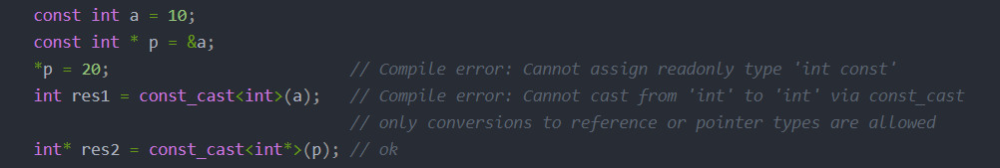 const int a = 10;
const int * p = &a;
*p = 20;                        // Compile error: Cannot assign readonly type 'int const'
int res1 = const_cast<int>(a);   // Compile error: Cannot cast from 'int' to 'int' via const_cast
                                // only conversions to reference or pointer types are allowed
int* res2 = const_cast<int*>(p); // ok